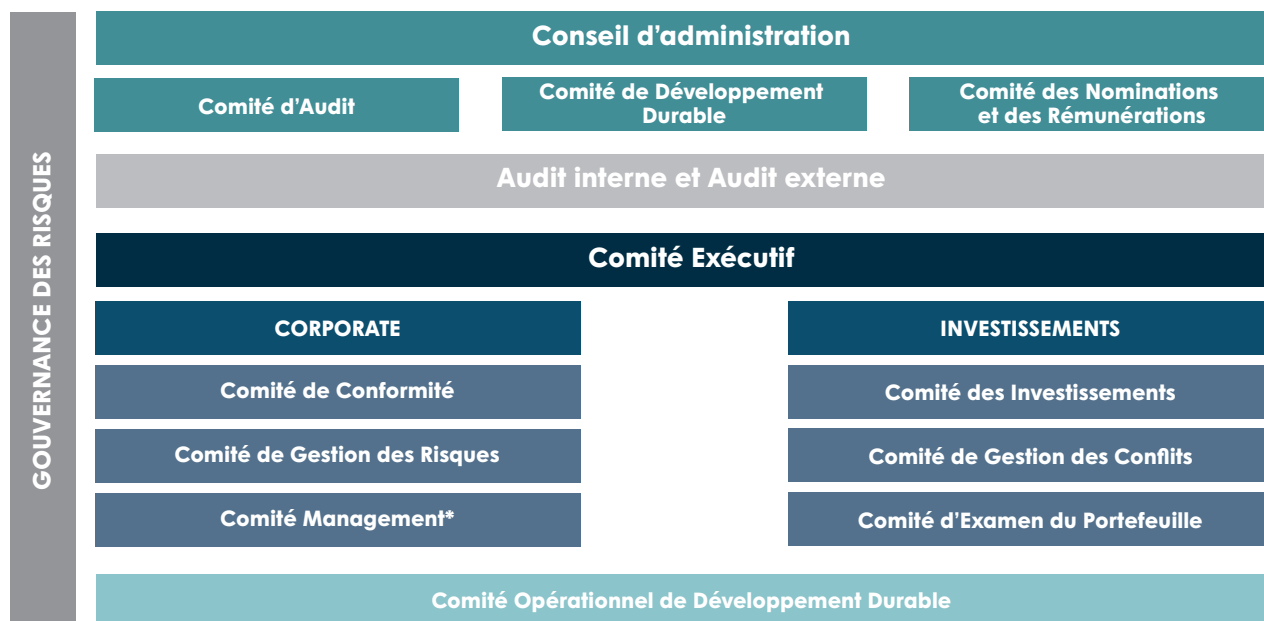 GOUVERNANCE DES RISQUES
Conseil d'administration
Comité d'Audit
Comité de Développement
Durable
Comité des Nominations
et des Rémunérations
Audit interne et Audit externe
Comité Exécutif
CORPORATE
Comité de Conformité
Comité de Gestion des Risques
Comité Management*
INVESTISSEMENTS
Comité des Investissements
Comité de Gestion des Conflits
Comité d'Examen du Portefeuille
Comité Opérationnel de Développement Durable